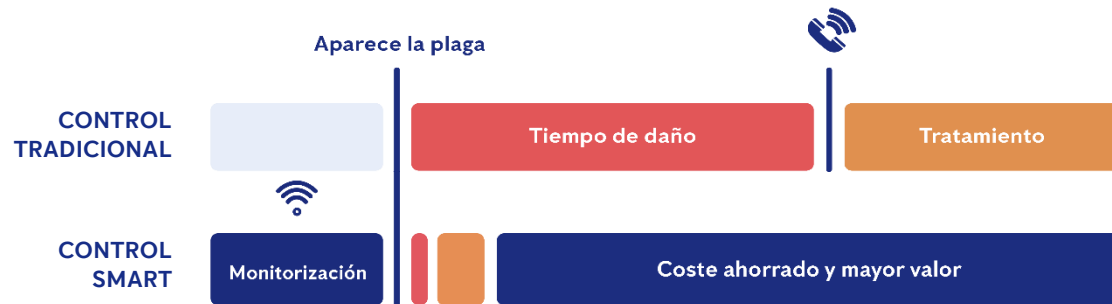 Aparece la plaga
CONTROL
TRADICIONAL
Tiempo de daño
Tratamiento
CONTROL
SMART
Monitorización
Coste ahorrado y mayor valor